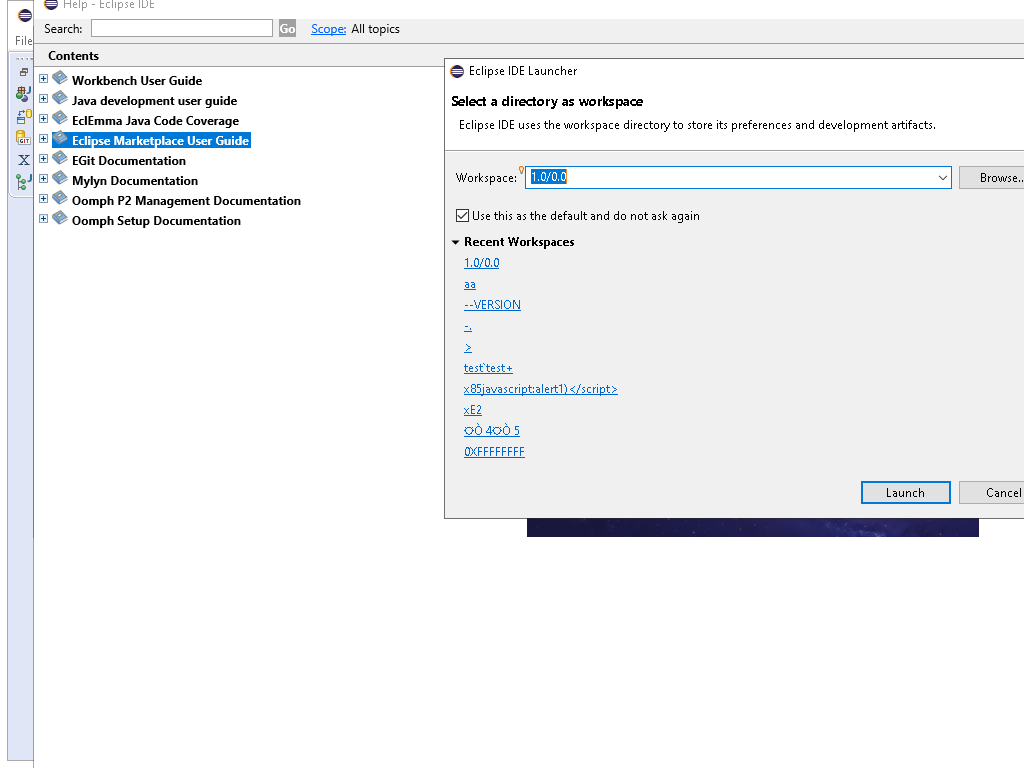 Help - Eclipse IDE
File
Search:
Go
Scope: All topics
Contents
Workbench User Guide
Java development user guide
EclEmma Java Code Coverage
Eclipse Marketplace User Guide
EGit Documentation
Mylyn Documentation
Oomph P2 Management Documentation
Oomph Setup Documentation
GIT
Eclipse IDE Launcher
Select a directory as workspace
Eclipse IDE uses the workspace directory to store its preferences and development artifacts.
Workspace: 1.0/0.0
Browse...
Use this as the default and do not ask again
Recent Workspaces
1.0/0.0
aa
--VERSION
-.
>
test`test+
x85javascript:alert1)</script>
xE2
¤Ò 4¤Ò 5
0XFFFFFFFF
Launch
Cancel